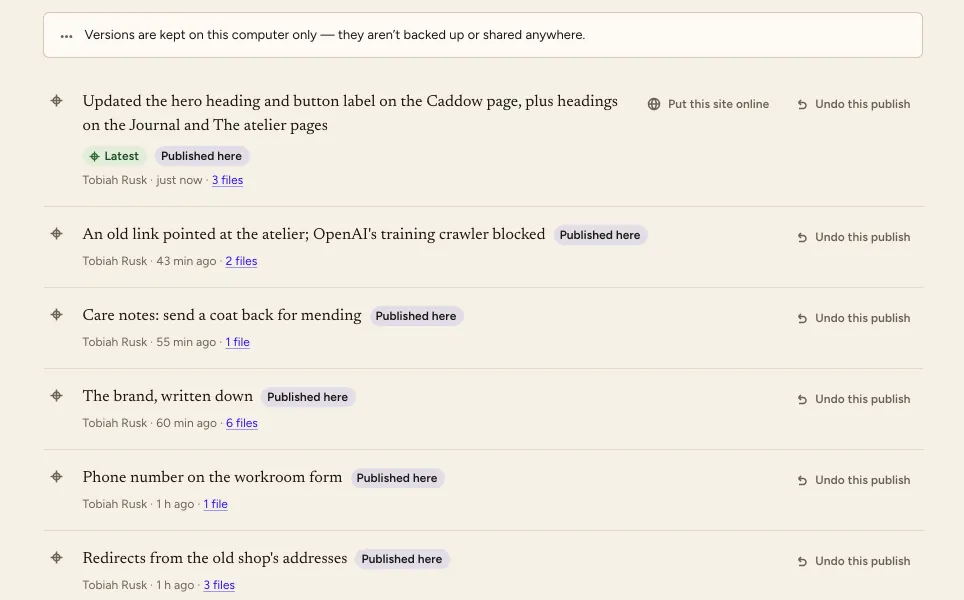 Versions are kept on this computer only — they aren't backed up or shared anywhere.
Updated the hero heading and button label on the Caddow page, plus headings
on the Journal and The atelier pages
Put this site online
Undo this publish
Latest
Published here
Tobiah Rusk · just now · 3 files
An old link pointed at the atelier; OpenAI's training crawler blocked
Published here
Undo this publish
Tobiah Rusk · 43 min ago · 2 files
Care notes: send a coat back for mending
Published here
Undo this publish
Tobiah Rusk · 55 min ago · 1 file
The brand, written down
Published here
Undo this publish
Tobiah Rusk · 60 min ago · 6 files
Phone number on the workroom form
Published here
Undo this publish
Tobiah Rusk · 1 h ago · 1 file
Redirects from the old shop's addresses
Published here
Undo this publish
Tobiah Rusk · 1 h ago · 3 files